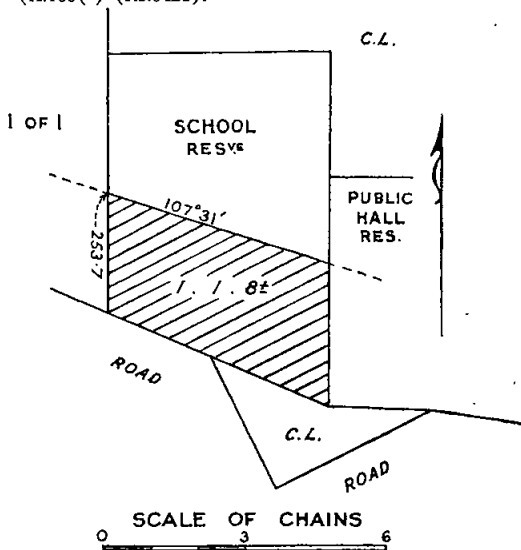 C.L.
1 OF 1
SCHOOL
RESVE
PUBLIC
HALL
RES.
107°31′
253·7
1. 1. 8±
ROAD
C.L.
ROAD
SCALE OF CHAINS
0 3 6